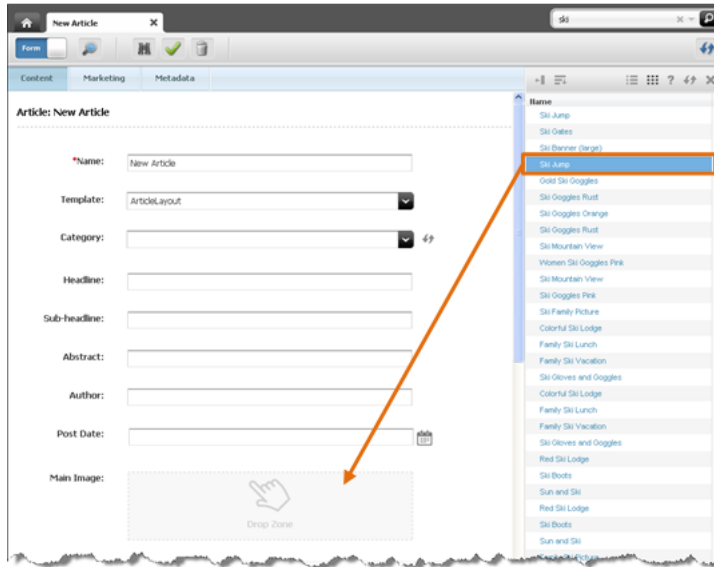 New Article
ski
Form
Content Marketing Metadata
Article: New Article
*Name: New Article
Template: ArticleLayout
Category:
Headline:
Sub-headline:
Abstract:
Author:
Post Date:
Main Image:
Drop Zone
Name
Ski Jump
Ski Gates
Ski Banner (large)
Ski Jump
Gold Ski Goggles
Ski Goggles Rust
Ski Goggles Orange
Ski Goggles Rust
Ski Mountain View
Women Ski Goggles Pink
Ski Mountain View
Ski Goggles Pink
Ski Family Picture
Colorful Ski Lodge
Family Ski Lunch
Family Ski Vacation
Ski Gloves and Goggles
Colorful Ski Lodge
Family Ski Lunch
Family Ski Vacation
Ski Gloves and Goggles
Red Ski Lodge
Ski Boots
Sun and Ski
Red Ski Lodge
Ski Boots
Sun and Ski